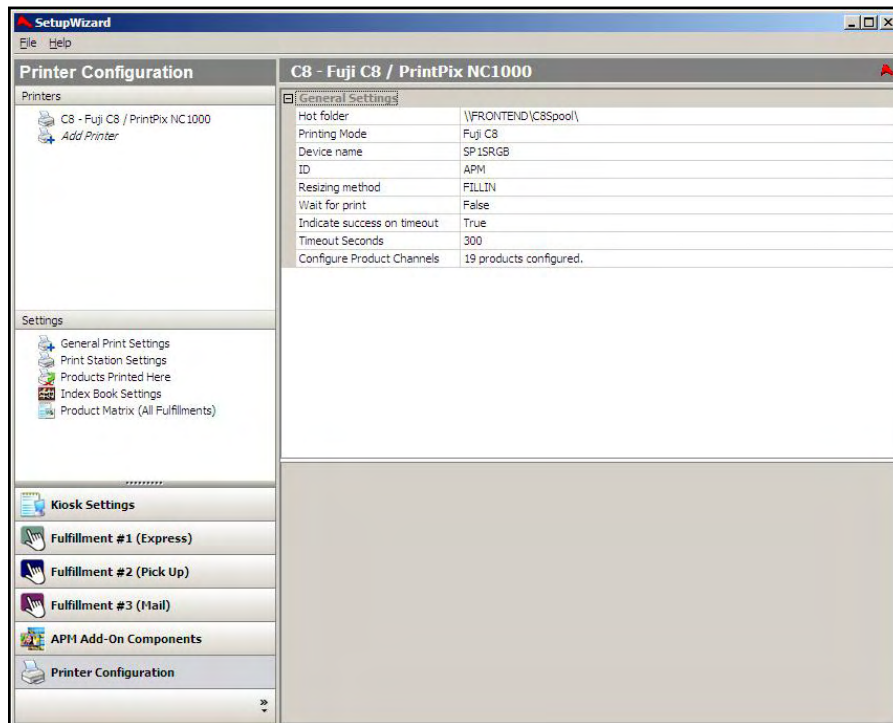 SetupWizard
File Help
Printer Configuration
Printers
C8 - Fuji C8 / PrintPix NC1000
Add Printer
Settings
General Print Settings
Print Station Settings
Products Printed Here
Index Book Settings
Product Matrix (All Fulfillments)
Kiosk Settings
Fulfillment #1 (Express)
Fulfillment #2 (Pick Up)
Fulfillment #3 (Mail)
APM Add-On Components
Printer Configuration
C8 - Fuji C8 / PrintPix NC1000
General Settings
Hot folder \\FRONTEND\C8Spool\
Printing Mode Fuji C8
Device name SP1SRGB
ID APM
Resizing method FILLIN
Wait for print False
Indicate success on timeout True
Timeout Seconds 300
Configure Product Channels 19 products configured.